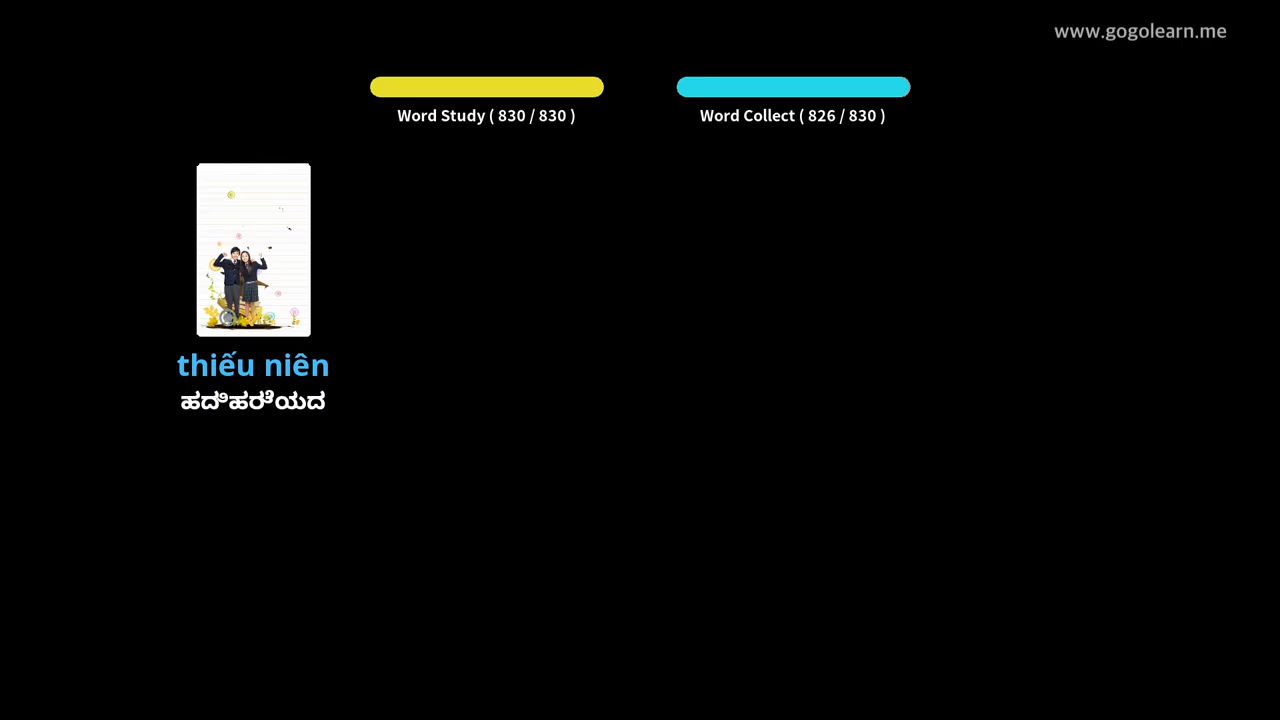 www.gogolearn.me
Word Study ( 830 / 830 )
Word Collect ( 826 / 830 )
thiếu niên
ಹದಿಹರೆಯದ